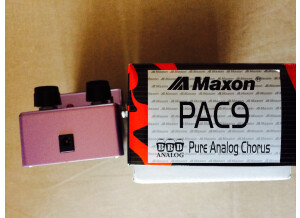 Maxon®
PAC9
BBD Pure Analog Chorus
ANALOG